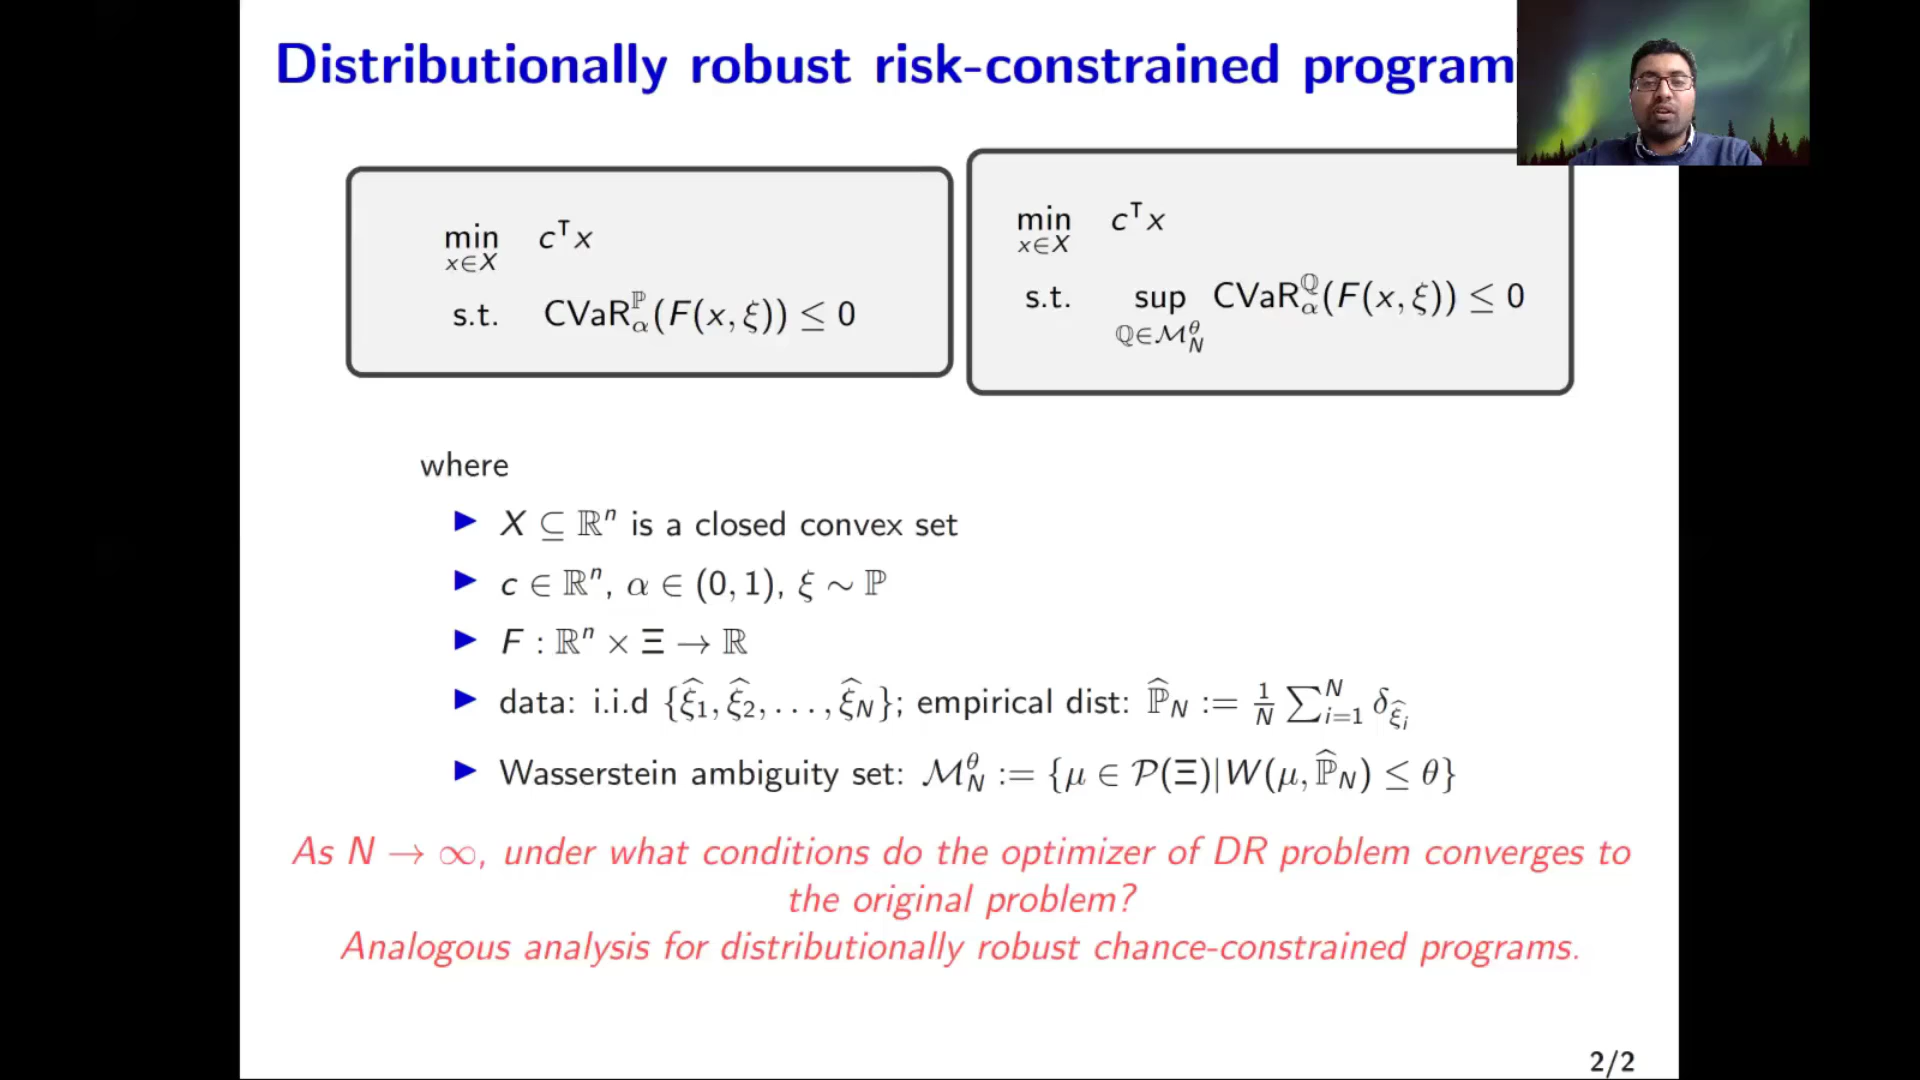 Distributionally robust risk-constrained program
min c⊤x
x∈X
s.t. CVaR^ℙ_α(F(x, ξ)) ≤ 0
min c⊤x
x∈X
s.t. sup CVaR^ℚ_α(F(x, ξ)) ≤ 0
ℚ∈ℳ^θ_N
where
▶ X ⊆ ℝⁿ is a closed convex set
▶ c ∈ ℝⁿ, α ∈ (0, 1), ξ ∼ ℙ
▶ F : ℝⁿ × Ξ → ℝ
▶ data: i.i.d {ξ̂₁, ξ̂₂, . . . , ξ̂_N}; empirical dist: ℙ̂_N := 1/N ∑^N_{i=1} δ_{ξ̂_i}
▶ Wasserstein ambiguity set: ℳ^θ_N := {μ ∈ 𝒫(Ξ)|W(μ, ℙ̂_N) ≤ θ}
As N → ∞, under what conditions do the optimizer of DR problem converges to
the original problem?
Analogous analysis for distributionally robust chance-constrained programs.
2/2